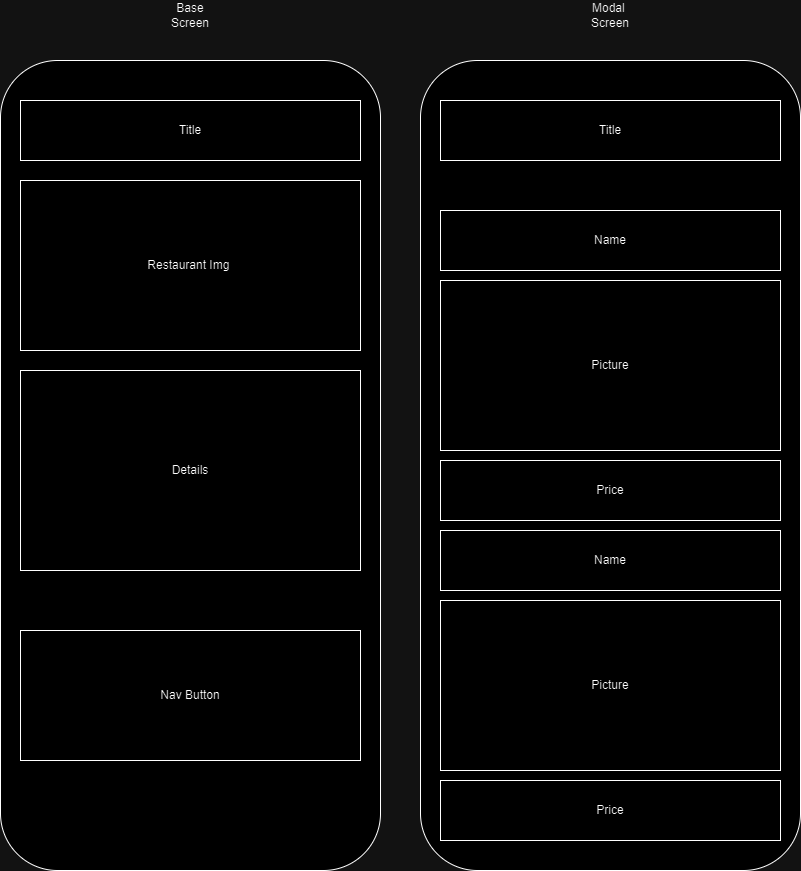 Base
Screen
Title
Restaurant Img
Details
Nav Button
Modal
Screen
Title
Name
Picture
Price
Name
Picture
Price